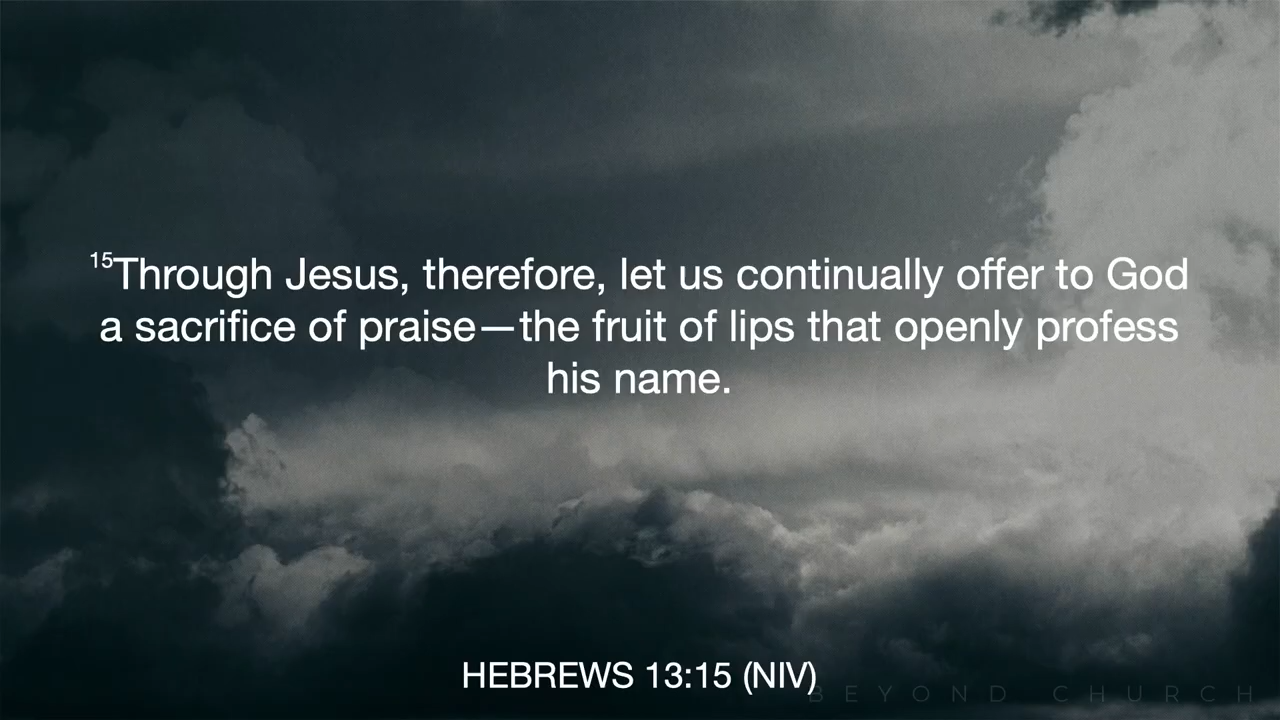 15Through Jesus, therefore, let us continually offer to God
a sacrifice of praise—the fruit of lips that openly profess
his name.
HEBREWS 13:15 (NIV)
BEYOND CHURCH